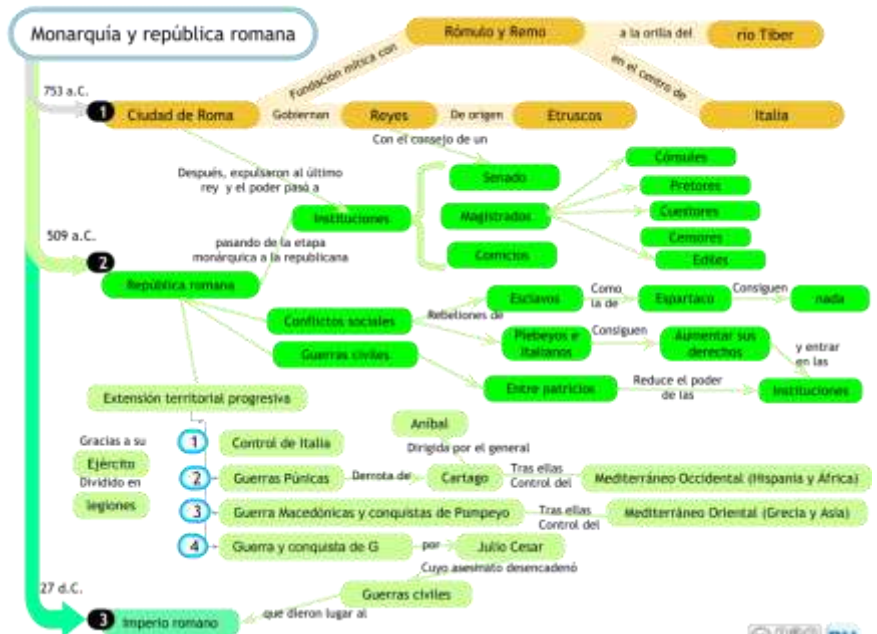 Monarquía y república romana
Rómulo y Remo
a la orilla del
río Tíber
Fundación mítica con
en el centro de
753 a.C.
1
Ciudad de Roma
Gobiernan
Reyes
De origen
Etruscos
Italia
Con el consejo de un
Después, expulsaron al último
rey y el poder pasó a
Senado
Cónsules
Pretores
Instituciones
Magistrados
Cuestores
Censores
Comicios
Ediles
509 a.C.
pasando de la etapa
monárquica a la republicana
2
República romana
Esclavos
Como
la de
Espartaco
Consiguen
nada
Conflictos sociales
Rebeliones de
Plebeyos e
italianos
Consiguen
Aumentar sus
derechos
y entrar
en las
Guerras civiles
Entre patricios
Reduce el poder
de las
Instituciones
Extensión territorial progresiva
Aníbal
Gracias a su
Ejército
Dividido en
legiones
1
Control de Italia
Dirigida por el general
2
Guerras Púnicas
Derrota de
Cartago
Tras ellas
Control del
Mediterráneo Occidental (Hispania y África)
3
Guerra Macedónicas y conquistas de Pompeyo
Tras ellas
Control del
Mediterráneo Oriental (Grecia y Asia)
4
Guerra y conquista de G
por
Julio Cesar
Cuyo asesinato desencadenó
27 d.C.
Guerras civiles
3
Imperio romano
que dieron lugar al